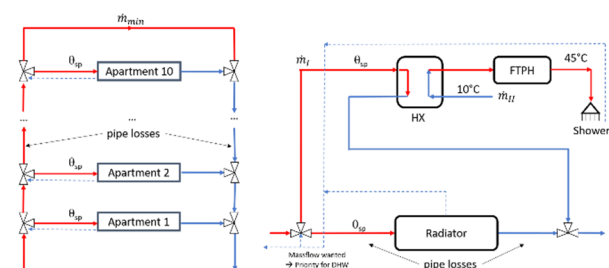 ṁmin
θsp
Apartment 10
...
...
...
pipe losses
θsp
Apartment 2
θsp
Apartment 1
ṁI
θsp
HX
10°C
ṁII
FTPH
45°C
Shower
θsp
Radiator
Massflow wanted
→ Priority for DHW
pipe losses